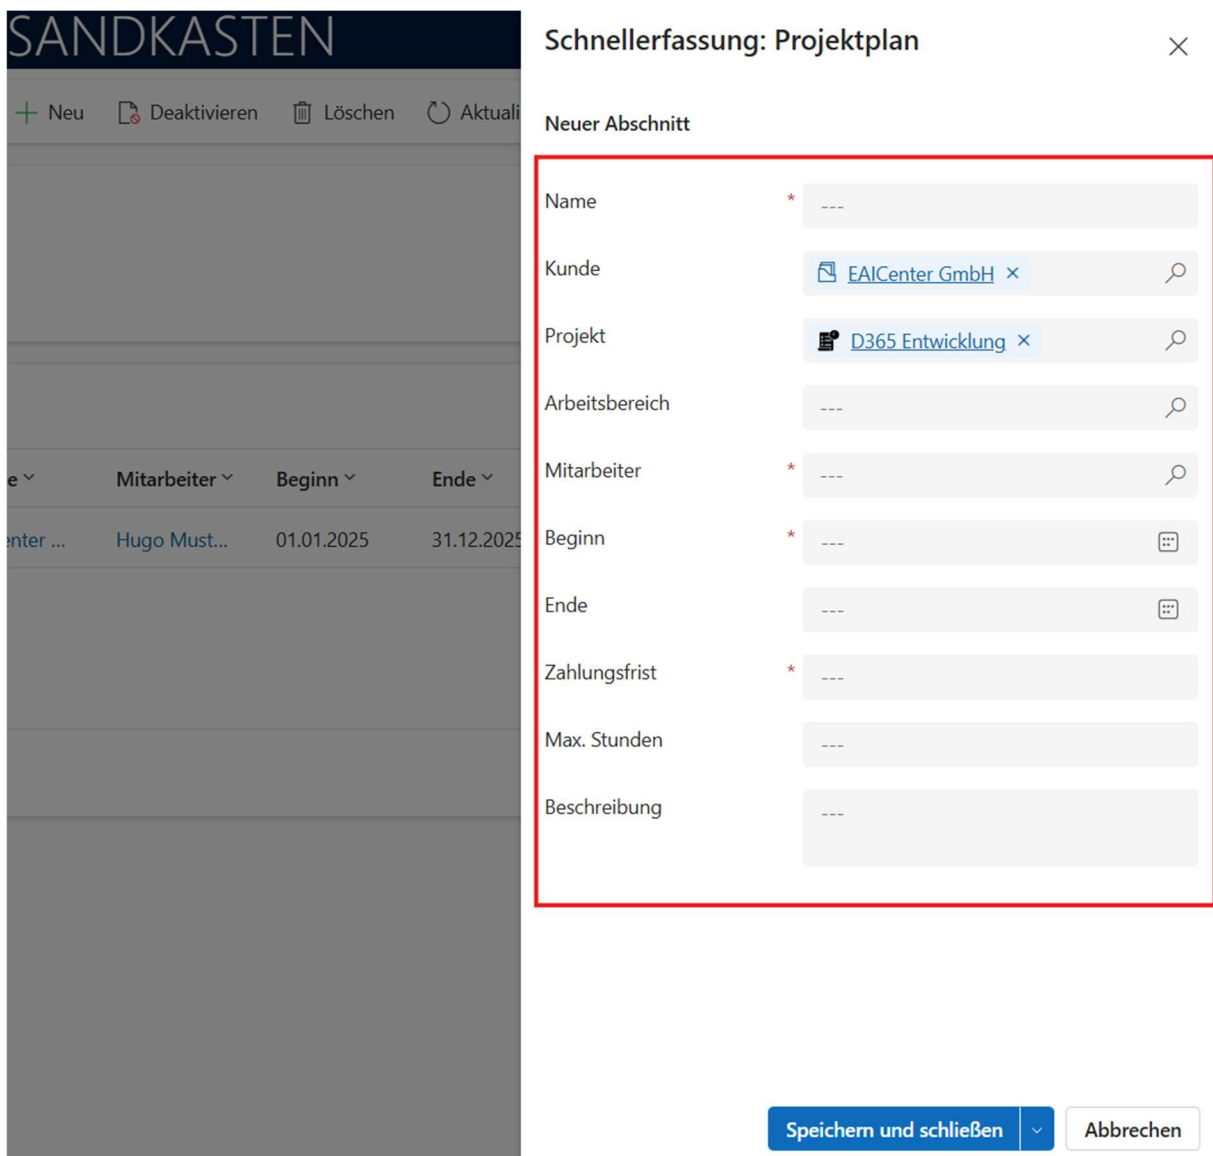 SANDKASTEN
Neu Deaktivieren Löschen Aktuali
e Mitarbeiter Beginn Ende
enter ... Hugo Must... 01.01.2025 31.12.2025
Schnellerfassung: Projektplan
Neuer Abschnitt
Name * ---
Kunde EAICenter GmbH
Projekt D365 Entwicklung
Arbeitsbereich ---
Mitarbeiter * ---
Beginn * ---
Ende ---
Zahlungsfrist * ---
Max. Stunden ---
Beschreibung ---
Speichern und schließen Abbrechen